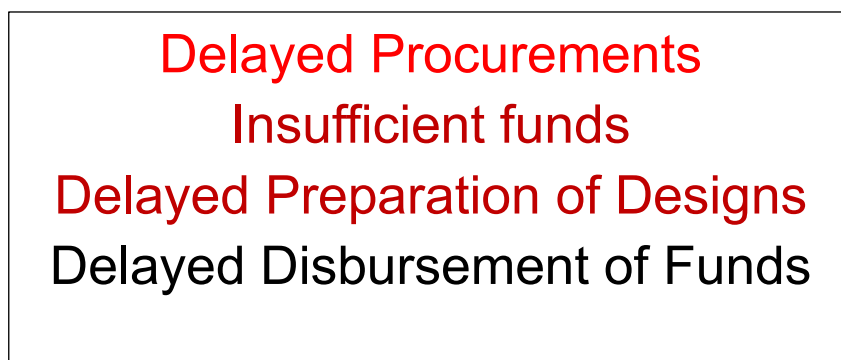 Delayed Procurements
Insufficient funds
Delayed Preparation of Designs
Delayed Disbursement of Funds